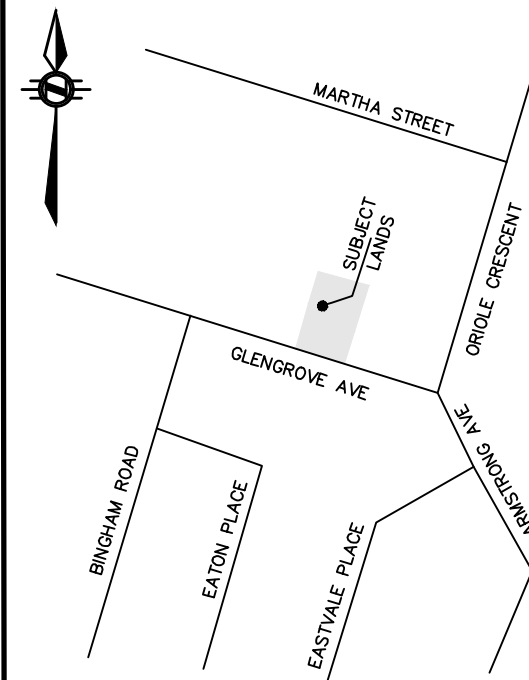 MARTHA STREET
SUBJECT
LANDS
ORIOLE CRESCENT
GLENGROVE AVE
ARMSTRONG AVE
BINGHAM ROAD
EATON PLACE
EASTVALE PLACE